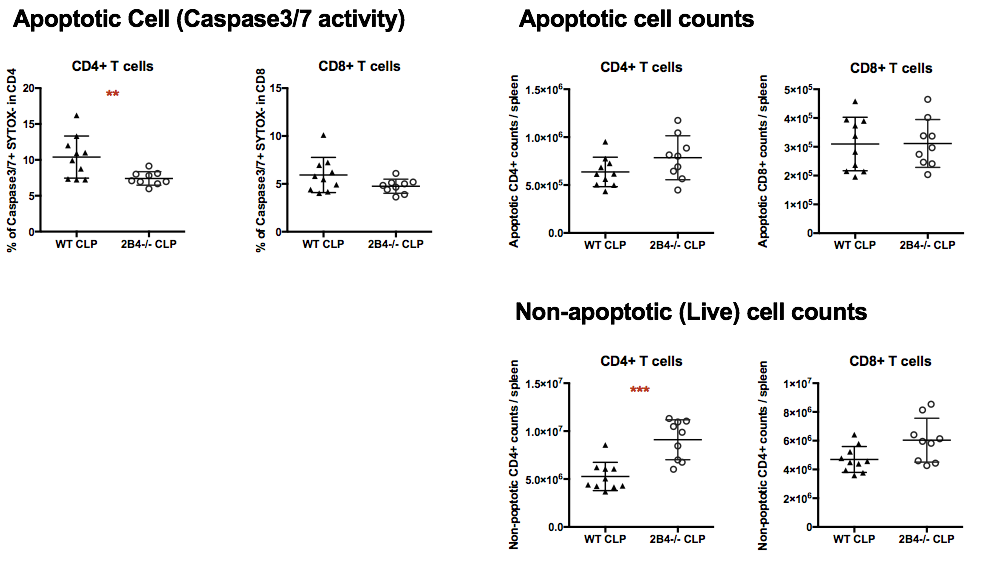 Apoptotic Cell (Caspase3/7 activity)
Apoptotic cell counts
CD4+ T cells
% of Caspase3/7+ SYTOX- in CD4
20
15
10
5
0
**
WT CLP
2B4-/- CLP
CD8+ T cells
% of Caspase3/7+ SYTOX- in CD8
15
10
5
0
WT CLP
2B4-/- CLP
CD4+ T cells
Apoptotic CD4+ counts / spleen
1.5×10⁶
1.0×10⁶
5.0×10⁵
0.0
WT CLP
2B4-/- CLP
CD8+ T cells
Apoptotic CD8+ counts / spleen
5×10⁵
4×10⁵
3×10⁵
2×10⁵
1×10⁵
0
WT CLP
2B4-/- CLP
Non-apoptotic (Live) cell counts
CD4+ T cells
Non-poptotic CD4+ counts / spleen
1.5×10⁷
1.0×10⁷
5.0×10⁶
0.0
***
WT CLP
2B4-/- CLP
CD8+ T cells
Non-poptotic CD4+ counts / spleen
1×10⁷
8×10⁶
6×10⁶
4×10⁶
2×10⁶
0
WT CLP
2B4-/- CLP